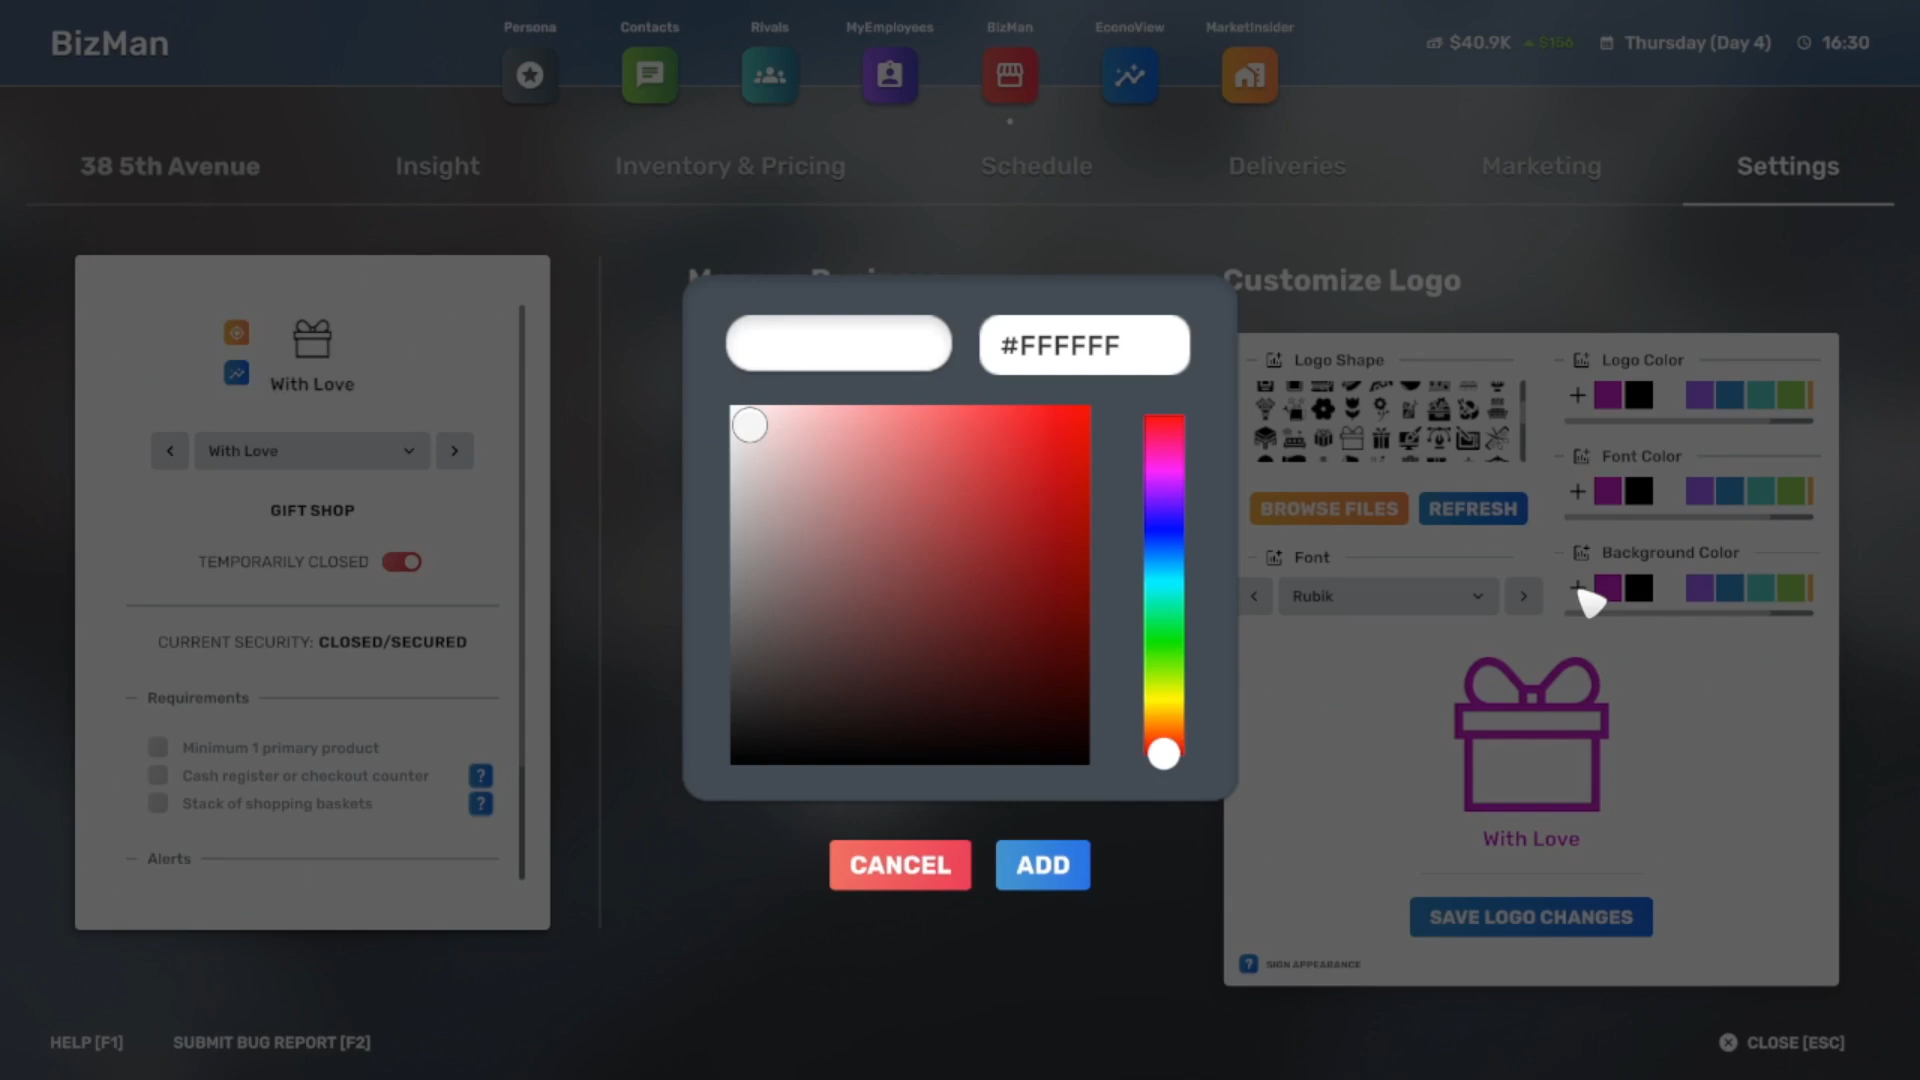 BizMan
Persona
Contacts
Rivals
MyEmployees
BizMan
EconoView
MarketInsider
$40.9K
$156
Thursday (Day 4)
16:30
38 5th Avenue
Insight
Inventory & Pricing
Schedule
Deliveries
Marketing
Settings
With Love
With Love
GIFT SHOP
TEMPORARILY CLOSED
CURRENT SECURITY: CLOSED/SECURED
Requirements
Minimum 1 primary product
Cash register or checkout counter
?
Stack of shopping baskets
?
Alerts
#FFFFFF
CANCEL
ADD
Customize Logo
Logo Shape
BROWSE FILES
REFRESH
Font
Rubik
Logo Color
Font Color
Background Color
With Love
SAVE LOGO CHANGES
? SIGN APPEARANCE
HELP [F1]
SUBMIT BUG REPORT [F2]
CLOSE [ESC]